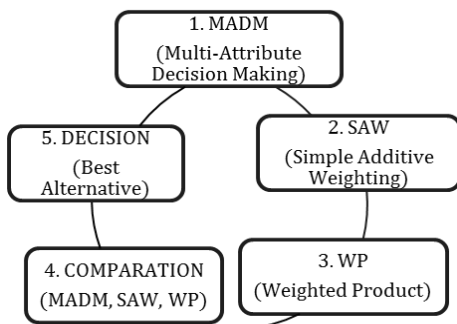 1. MADM
(Multi-Attribute
Decision Making)
2. SAW
(Simple Additive
Weighting)
3. WP
(Weighted Product)
4. COMPARATION
(MADM, SAW, WP)
5. DECISION
(Best
Alternative)